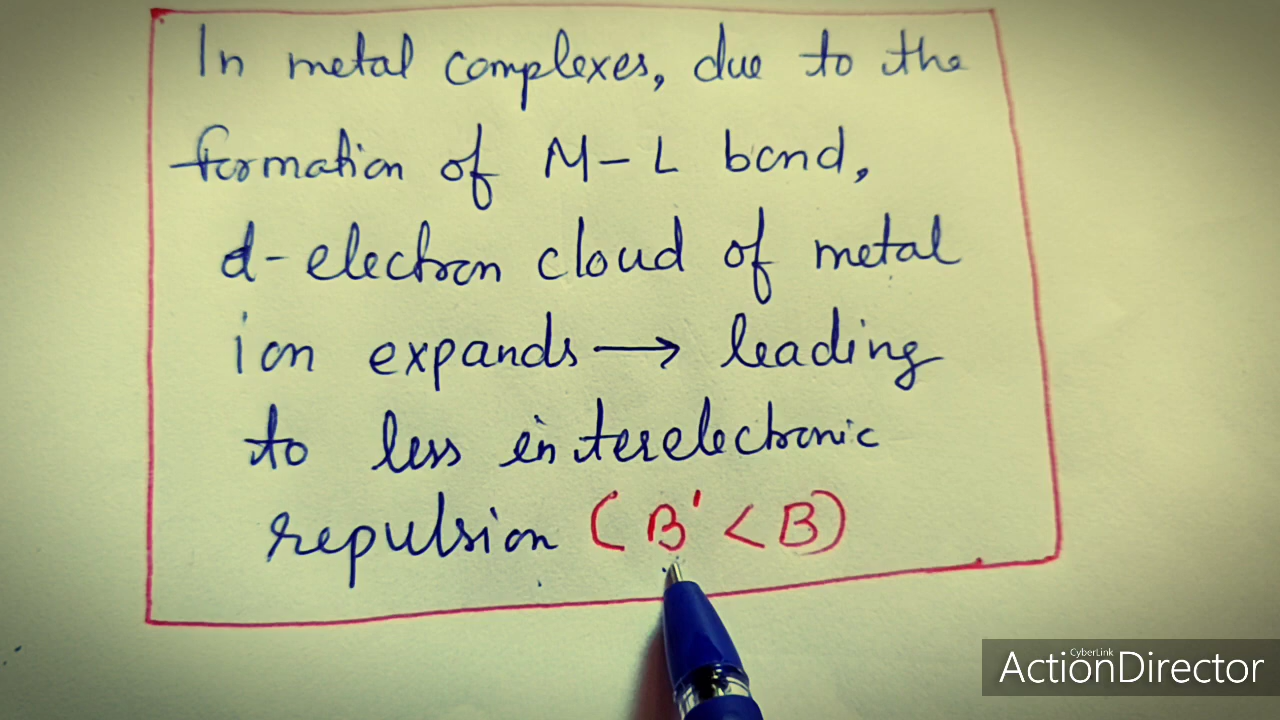 In metal complexes, due to the
formation of M-L bond,
d-electron cloud of metal
ion expands → leading
to less interelectronic
repulsion (B' < B)
CyberLink
ActionDirector